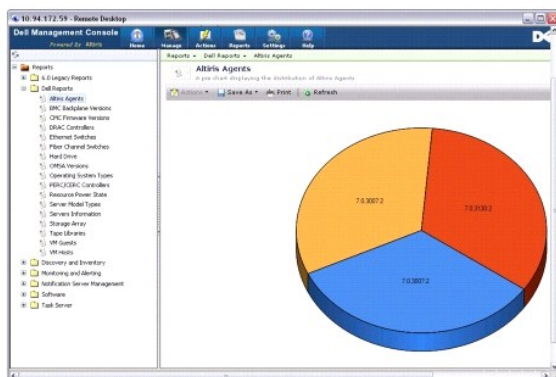 10.94.172.59 - Remote Desktop
Dell Management Console
Powered by Altiris
Home
Manage
Actions
Reports
Settings
Help
Reports
6.0 Legacy Reports
Dell Reports
Altiris Agents
BMC Backplane Versions
CMC Firmware Versions
DRAC Controllers
Ethernet Switches
Fiber Channel Switches
Hard Drive
OMSA Versions
Operating System Types
PERC/CERC Controllers
Resource Power State
Server Model Types
Servers Information
Storage Array
Tape Libraries
VM Guests
VM Hosts
Discovery and Inventory
Monitoring and Alerting
Notification Server Management
Software
Task Server
Reports Dell Reports Altiris Agents
Altiris Agents
A pie chart displaying the distribution of Altiris Agents
Actions Save As Print Refresh
7.0.3007.2
7.0.3138.2
7.0.3007.2